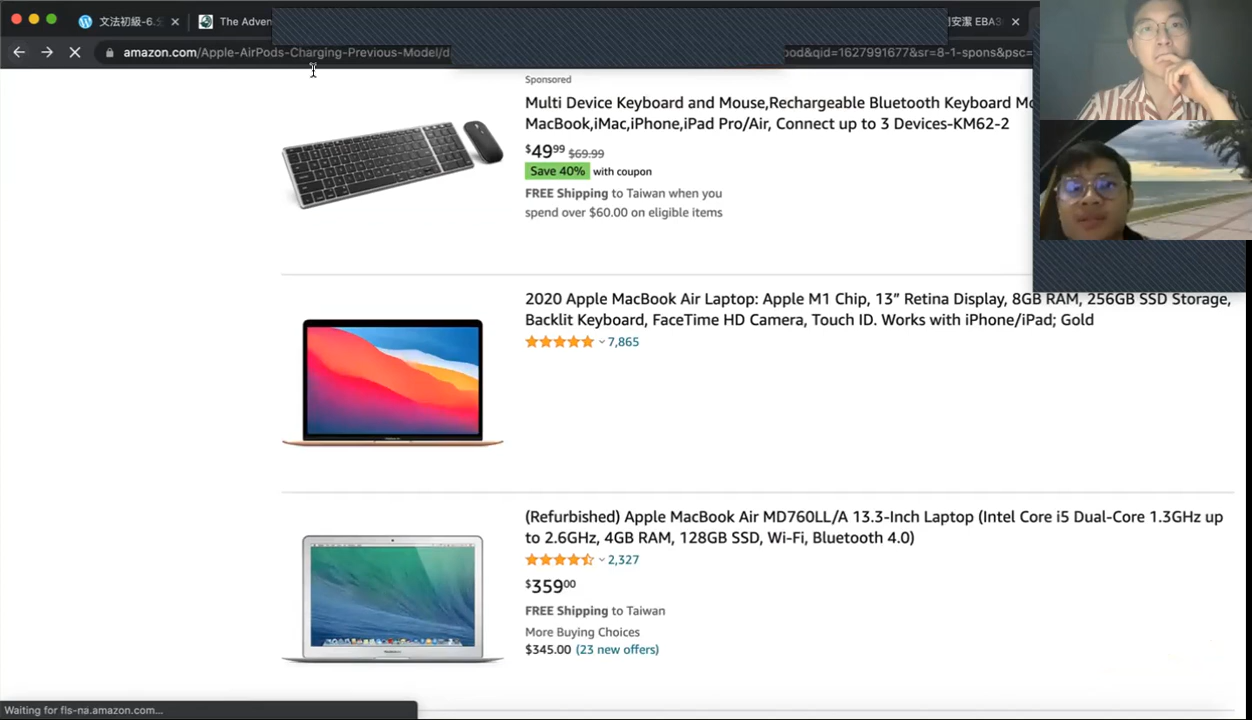 文法初級-6.
The Adven
安潔 EBA3
amazon.com/Apple-AirPods-Charging-Previous-Model/d
ood&qid=1627991677&sr=8-1-spons&psc=
Sponsored
Multi Device Keyboard and Mouse,Rechargeable Bluetooth Keyboard Mo
MacBook,iMac,iPhone,iPad Pro/Air, Connect up to 3 Devices-KM62-2
$49⁹⁹ $69.99
Save 40% with coupon
FREE Shipping to Taiwan when you
spend over $60.00 on eligible items
2020 Apple MacBook Air Laptop: Apple M1 Chip, 13” Retina Display, 8GB RAM, 256GB SSD Storage,
Backlit Keyboard, FaceTime HD Camera, Touch ID. Works with iPhone/iPad; Gold
7,865
(Refurbished) Apple MacBook Air MD760LL/A 13.3-Inch Laptop (Intel Core i5 Dual-Core 1.3GHz up
to 2.6GHz, 4GB RAM, 128GB SSD, Wi-Fi, Bluetooth 4.0)
2,327
$359⁰⁰
FREE Shipping to Taiwan
More Buying Choices
$345.00 (23 new offers)
Waiting for fls-na.amazon.com...